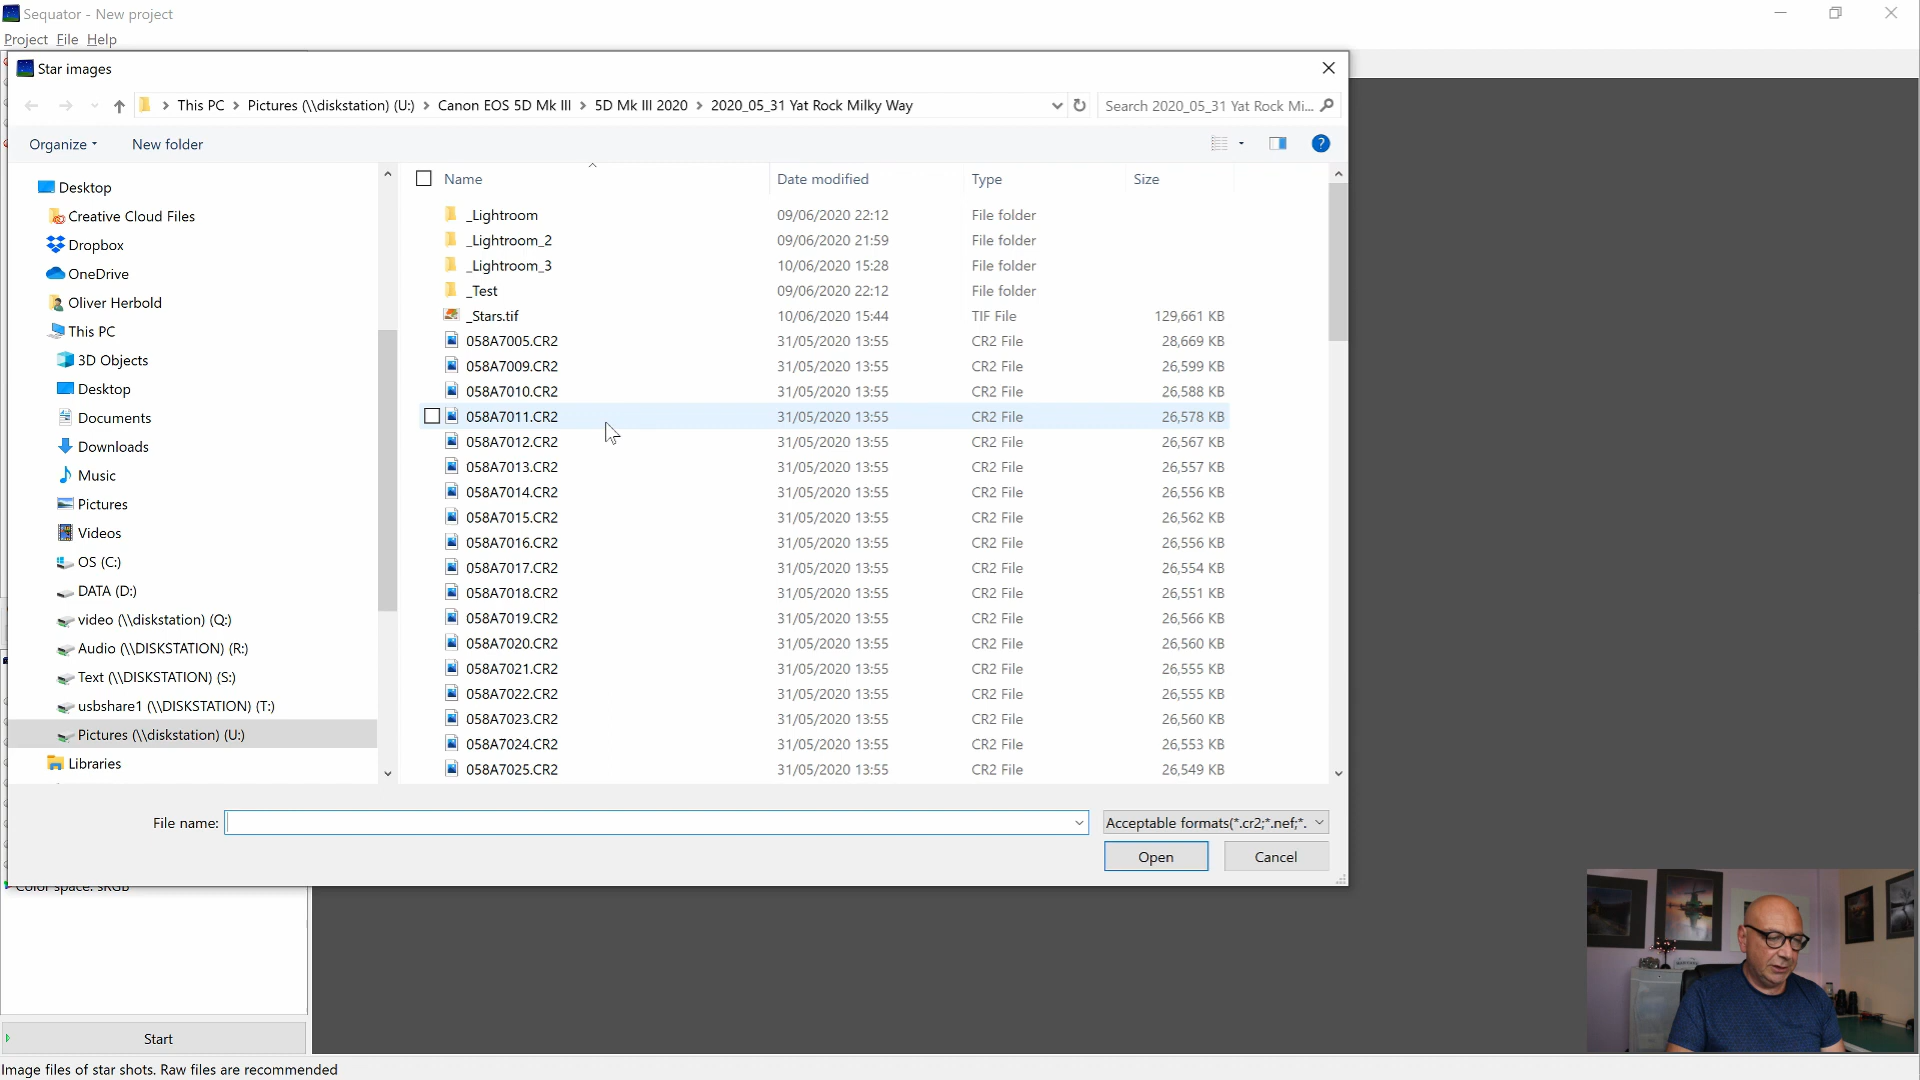 Sequator - New project
Project File Help
Star images
This PC > Pictures (\\diskstation) (U:) > Canon EOS 5D Mk III > 5D Mk III 2020 > 2020_05_31 Yat Rock Milky Way
Search 2020_05_31 Yat Rock Mi...
Organize
New folder
Desktop
Creative Cloud Files
Dropbox
OneDrive
Oliver Herbold
This PC
3D Objects
Desktop
Documents
Downloads
Music
Pictures
Videos
OS (C:)
DATA (D:)
video (\\diskstation) (Q:)
Audio (\\DISKSTATION) (R:)
Text (\\DISKSTATION) (S:)
usbshare1 (\\DISKSTATION) (T:)
Pictures (\\diskstation) (U:)
Libraries
Name Date modified Type Size
_Lightroom 09/06/2020 22:12 File folder
_Lightroom_2 09/06/2020 21:59 File folder
_Lightroom_3 10/06/2020 15:28 File folder
_Test 09/06/2020 22:12 File folder
_Stars.tif 10/06/2020 15:44 TIF File 129,661 KB
058A7005.CR2 31/05/2020 13:55 CR2 File 28,669 KB
058A7009.CR2 31/05/2020 13:55 CR2 File 26,599 KB
058A7010.CR2 31/05/2020 13:55 CR2 File 26,588 KB
058A7011.CR2 31/05/2020 13:55 CR2 File 26,578 KB
058A7012.CR2 31/05/2020 13:55 CR2 File 26,567 KB
058A7013.CR2 31/05/2020 13:55 CR2 File 26,557 KB
058A7014.CR2 31/05/2020 13:55 CR2 File 26,556 KB
058A7015.CR2 31/05/2020 13:55 CR2 File 26,562 KB
058A7016.CR2 31/05/2020 13:55 CR2 File 26,556 KB
058A7017.CR2 31/05/2020 13:55 CR2 File 26,554 KB
058A7018.CR2 31/05/2020 13:55 CR2 File 26,551 KB
058A7019.CR2 31/05/2020 13:55 CR2 File 26,566 KB
058A7020.CR2 31/05/2020 13:55 CR2 File 26,560 KB
058A7021.CR2 31/05/2020 13:55 CR2 File 26,555 KB
058A7022.CR2 31/05/2020 13:55 CR2 File 26,555 KB
058A7023.CR2 31/05/2020 13:55 CR2 File 26,560 KB
058A7024.CR2 31/05/2020 13:55 CR2 File 26,553 KB
058A7025.CR2 31/05/2020 13:55 CR2 File 26,549 KB
File name:
Acceptable formats(*.cr2;*.nef;*.
Open
Cancel
Color space: sRGB
Start
Image files of star shots. Raw files are recommended